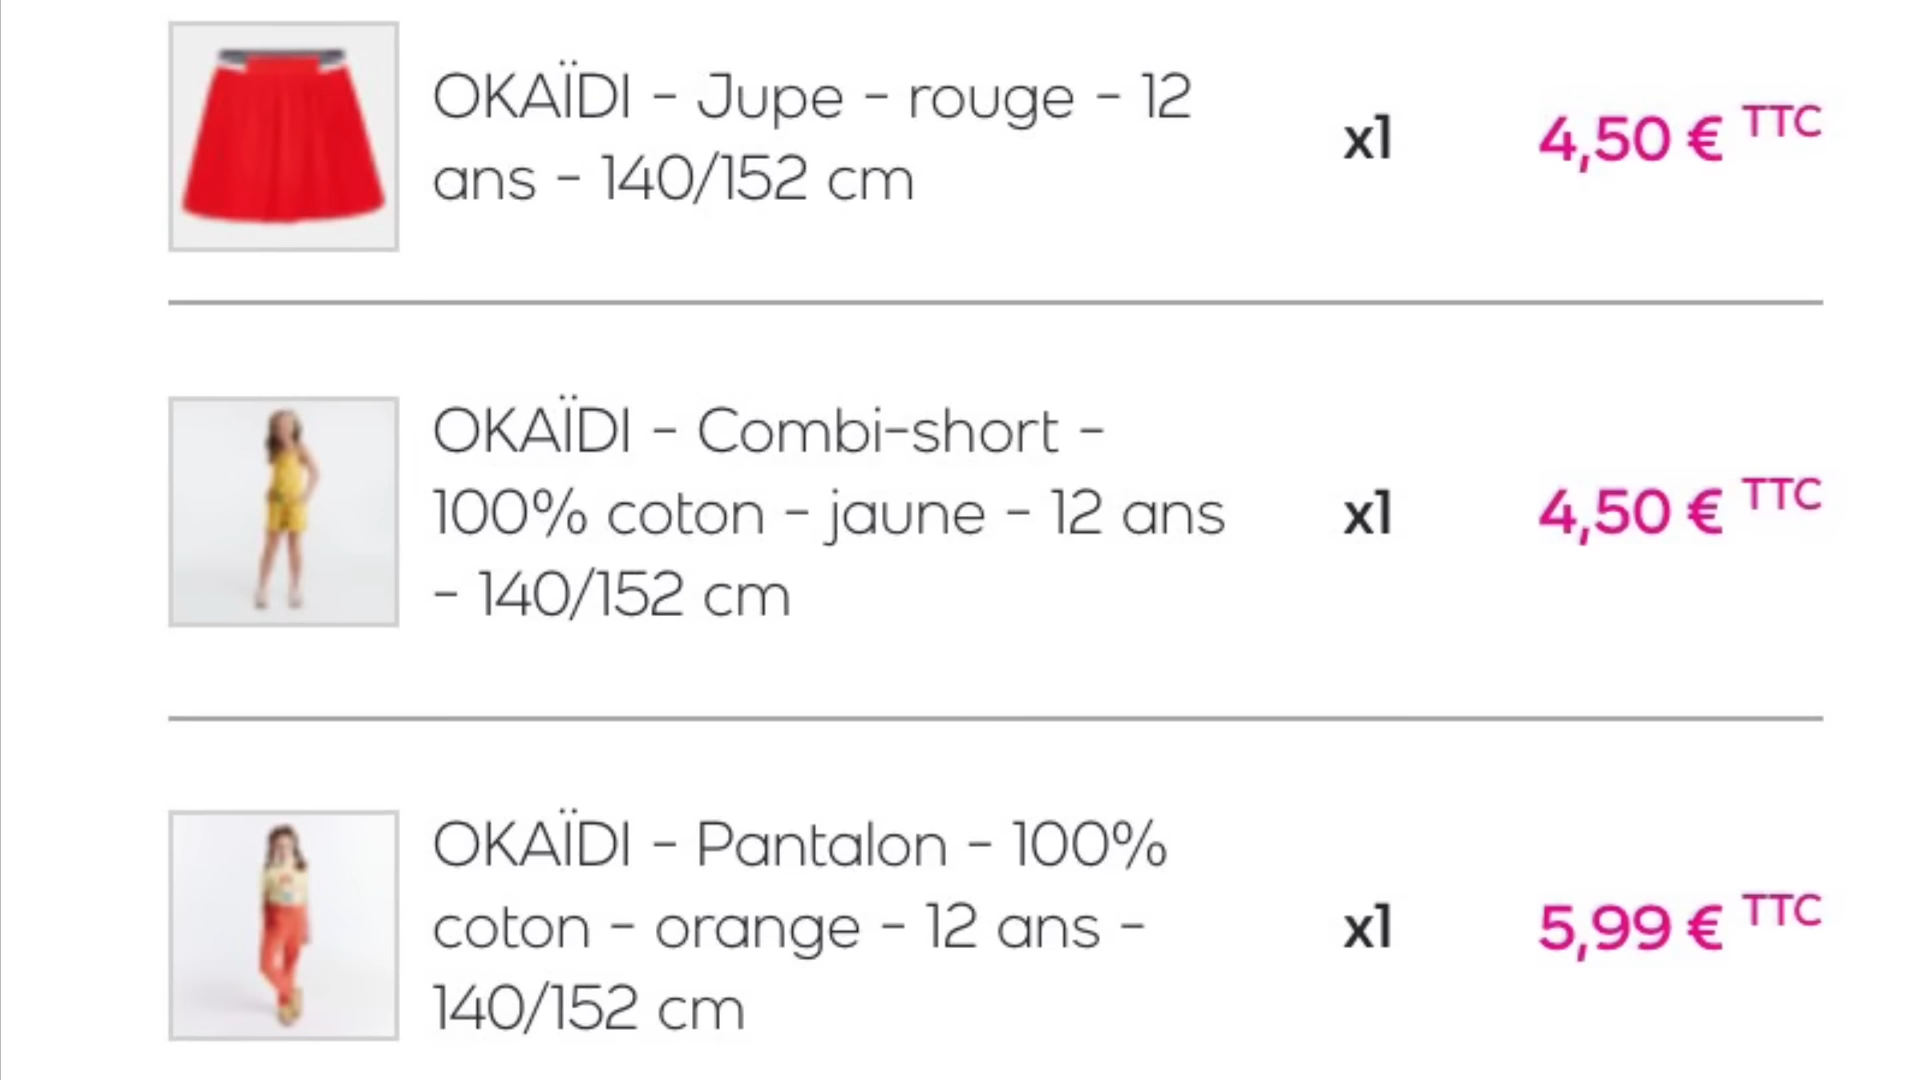 OKAÏDI - Jupe - rouge - 12
ans - 140/152 cm
x1
4,50 € TTC
OKAÏDI - Combi-short -
100% coton - jaune - 12 ans
- 140/152 cm
x1
4,50 € TTC
OKAÏDI - Pantalon - 100%
coton - orange - 12 ans -
140/152 cm
x1
5,99 € TTC